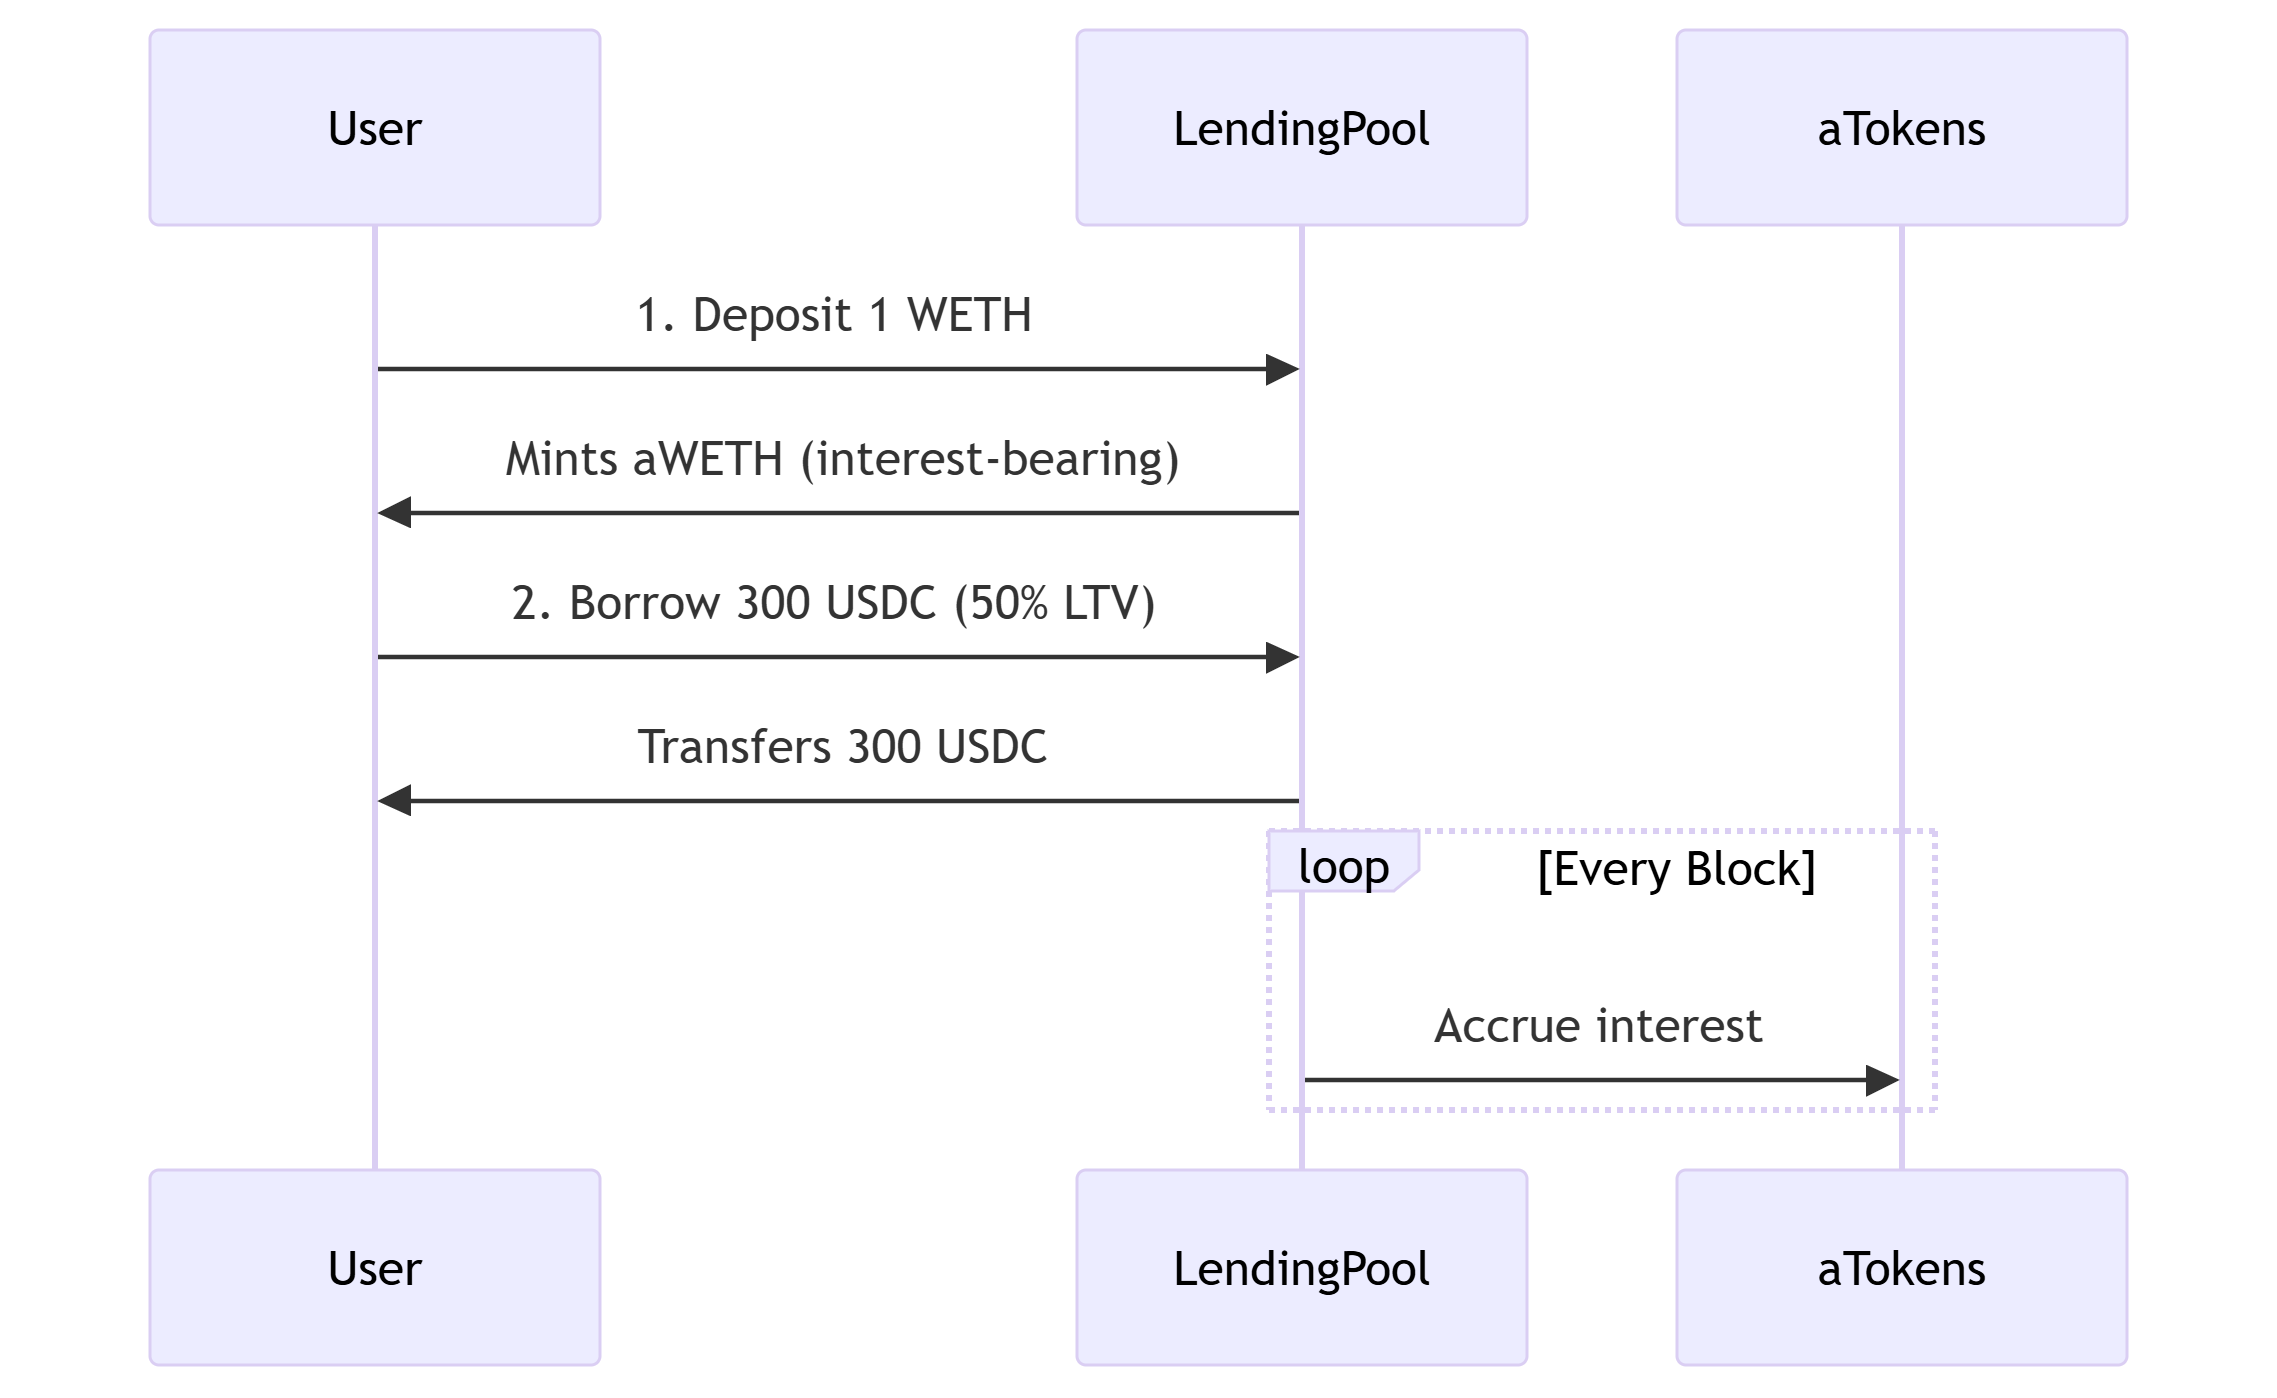 User
LendingPool
aTokens
1. Deposit 1 WETH
Mints aWETH (interest-bearing)
2. Borrow 300 USDC (50% LTV)
Transfers 300 USDC
loop
[Every Block]
Accrue interest
User
LendingPool
aTokens